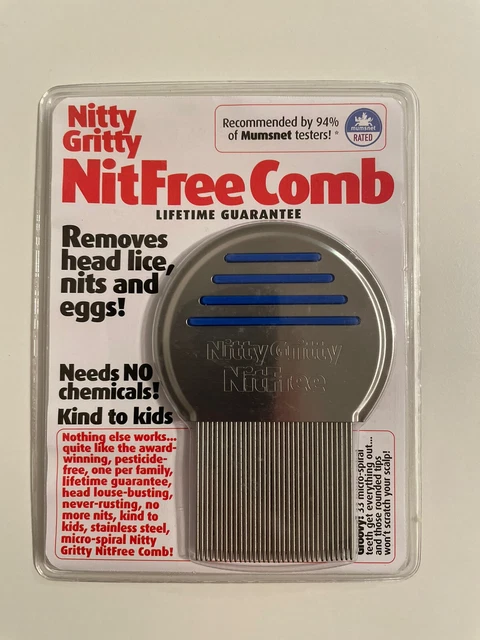 Nitty
Gritty
Recommended by 94%
of Mumsnet testers! *
mumsnet
RATED
NitFree Comb
LIFETIME GUARANTEE
Removes
head lice,
nits and
eggs!
Nitty Gritty
NitFree
Needs NO
chemicals!
Kind to kids
Nothing else works...
quite like the award-
winning, pesticide-
free, one per family,
lifetime guarantee,
head louse-busting,
never-rusting, no
more nits, kind to
kids, stainless steel,
micro-spiral Nitty
Gritty NitFree Comb!
Groovy! 33 micro-spiral
teeth get everything out...
and those rounded tips
won't scratch your scalp!